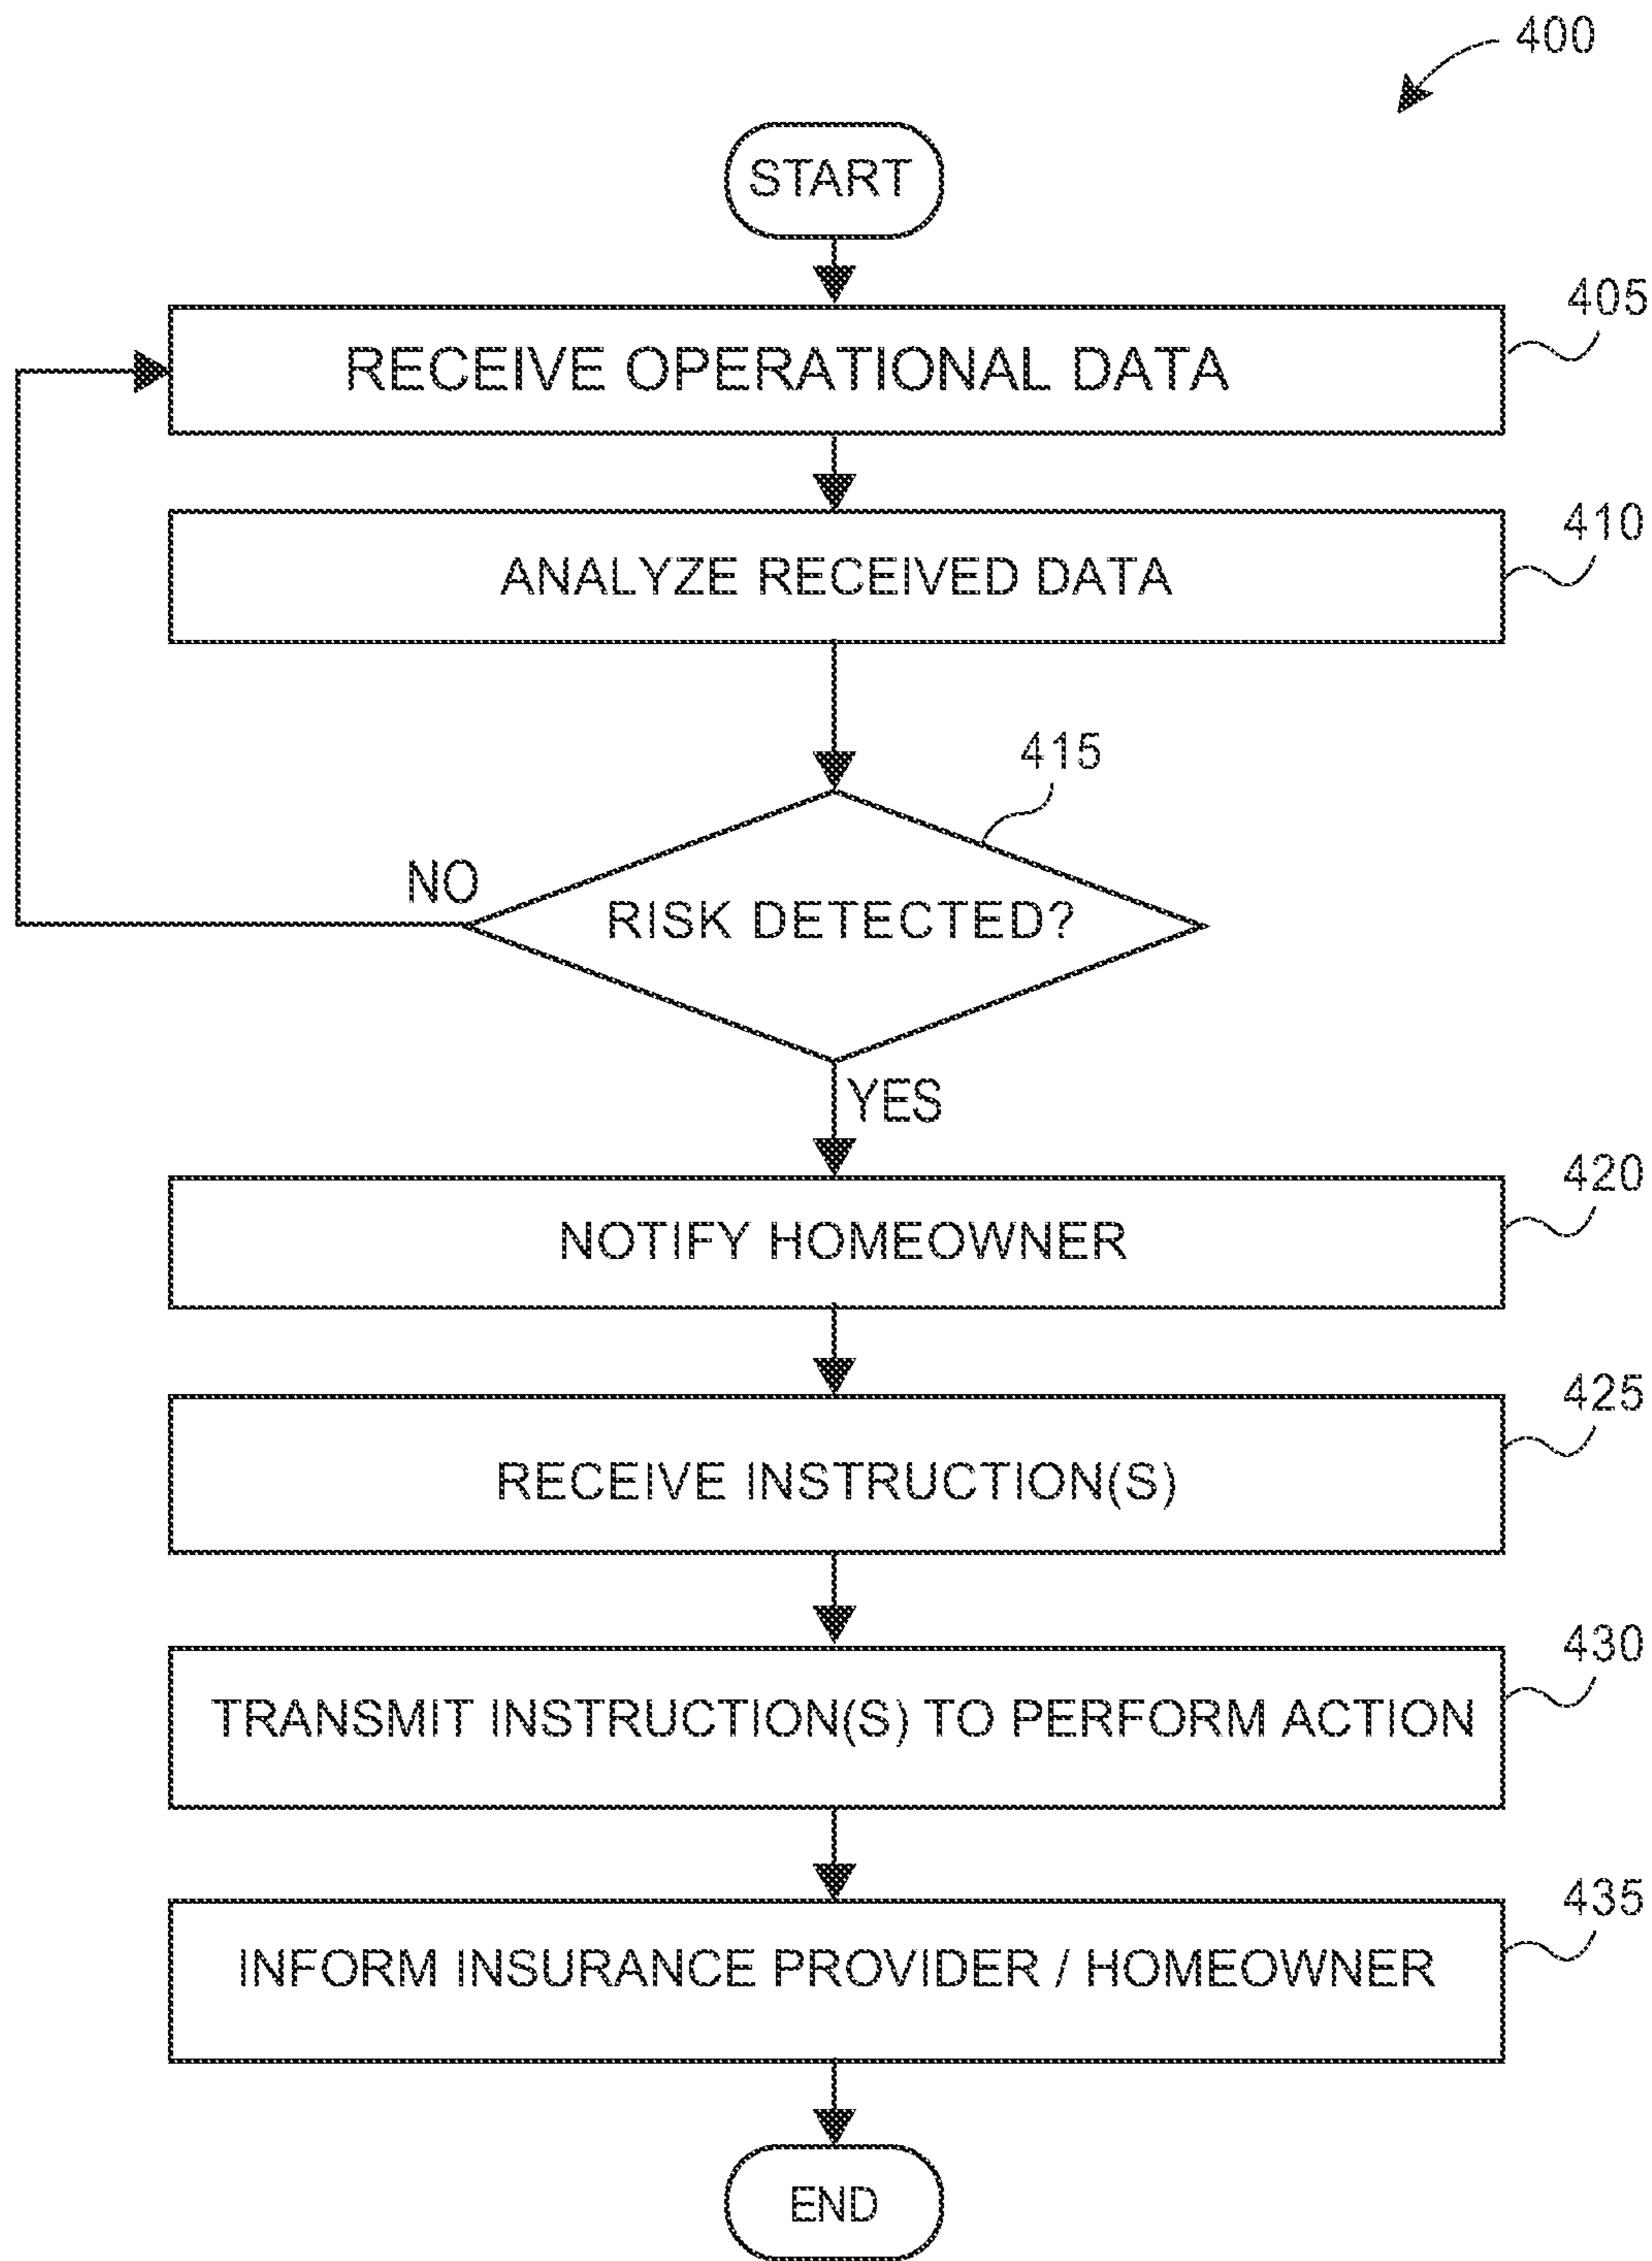 400
START
405
RECEIVE OPERATIONAL DATA
410
ANALYZE RECEIVED DATA
415
NO
RISK DETECTED?
YES
420
NOTIFY HOMEOWNER
425
RECEIVE INSTRUCTION(S)
430
TRANSMIT INSTRUCTION(S) TO PERFORM ACTION
435
INFORM INSURANCE PROVIDER / HOMEOWNER
END